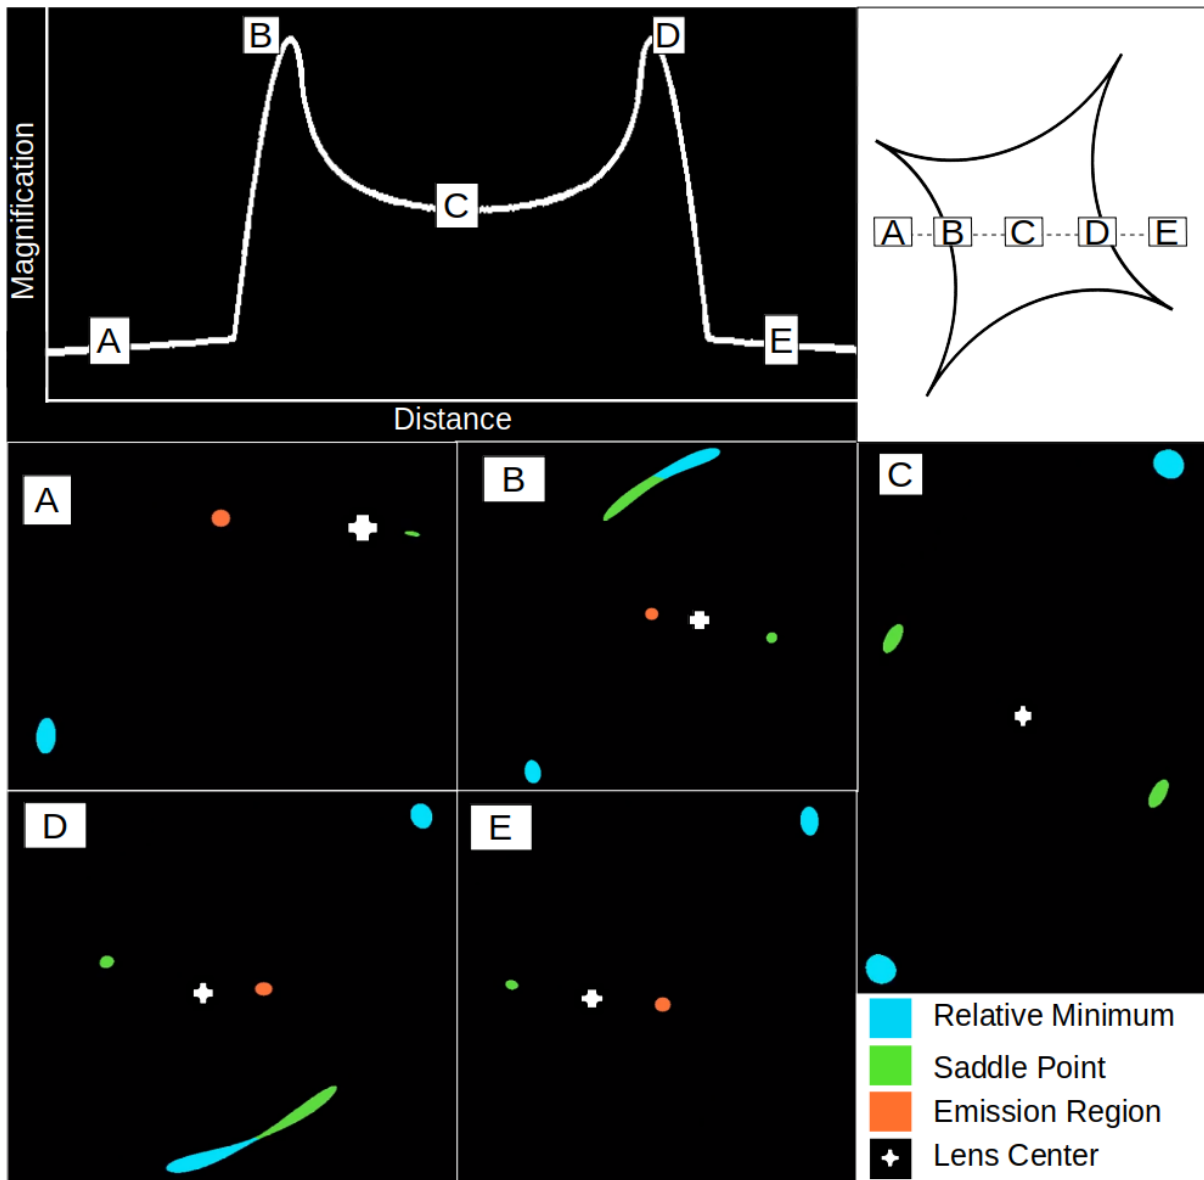 Magnification
B
D
C
A
E
Distance
A B C D E
A
B
C
D
E
Relative Minimum
Saddle Point
Emission Region
Lens Center